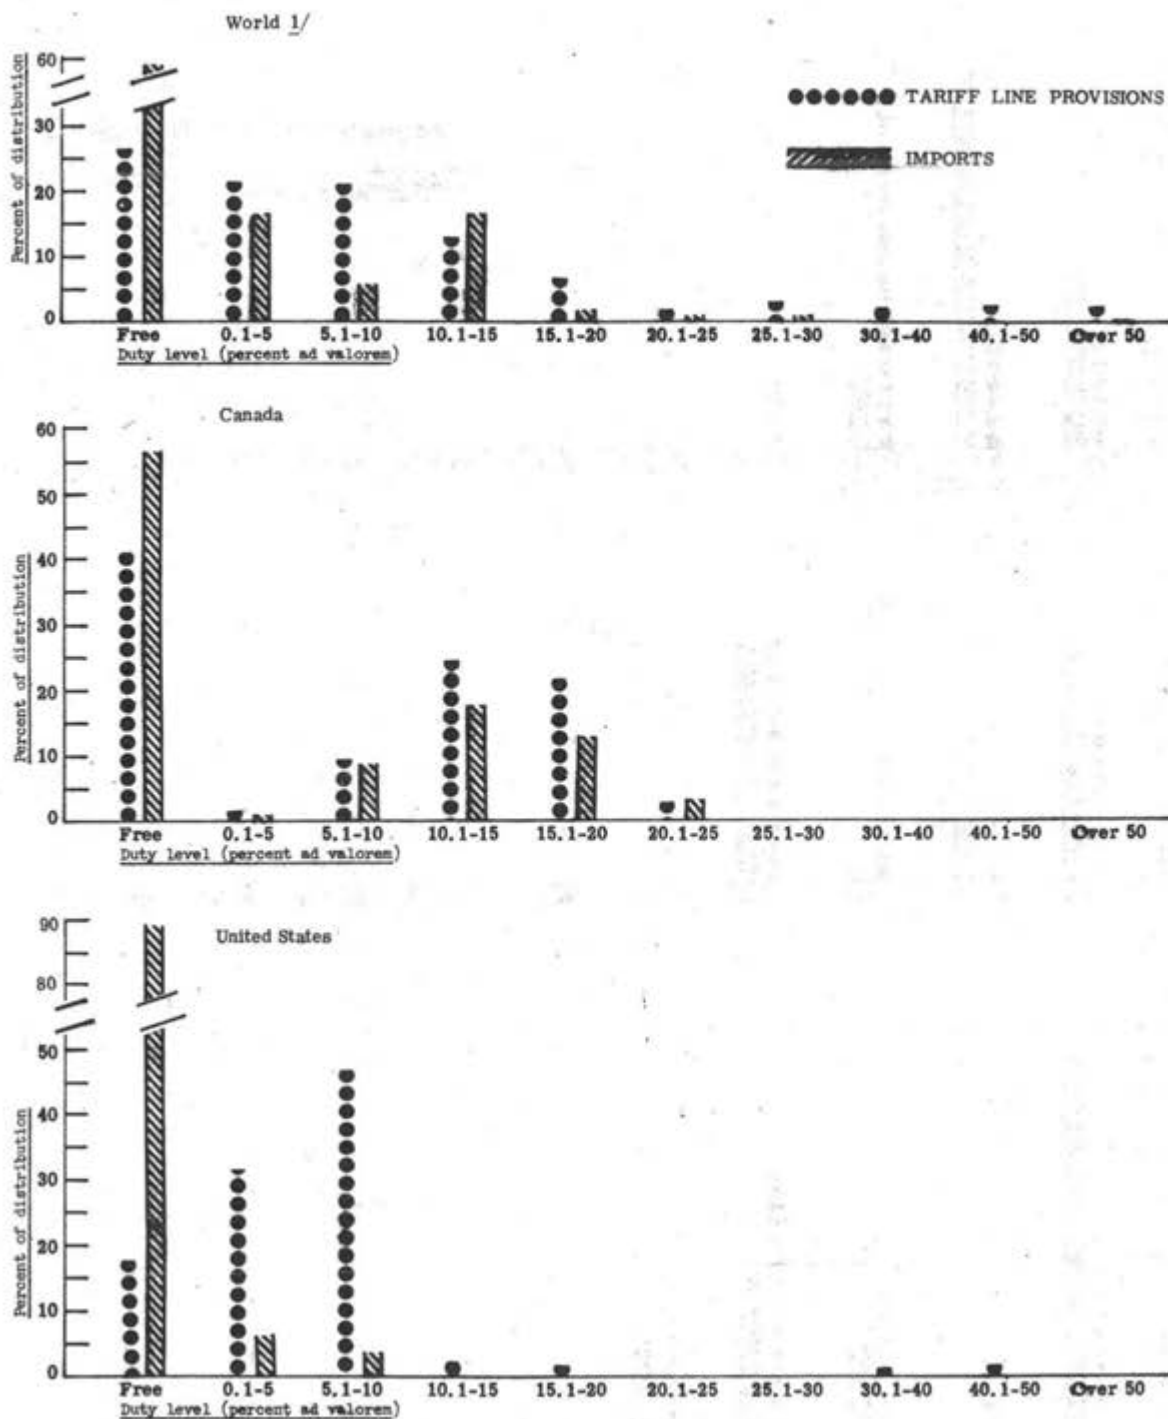 World 1/
Percent of distribution
60
30
20
10
0
●●●●●● TARIFF LINE PROVISIONS
IMPORTS
Free 0.1-5 5.1-10 10.1-15 15.1-20 20.1-25 25.1-30 30.1-40 40.1-50 Over 50
Duty level (percent ad valorem)
Canada
Percent of distribution
60
50
40
30
20
10
0
Free 0.1-5 5.1-10 10.1-15 15.1-20 20.1-25 25.1-30 30.1-40 40.1-50 Over 50
Duty level (percent ad valorem)
United States
Percent of distribution
90
80
50
40
30
20
10
0
Free 0.1-5 5.1-10 10.1-15 15.1-20 20.1-25 25.1-30 30.1-40 40.1-50 Over 50
Duty level (percent ad valorem)